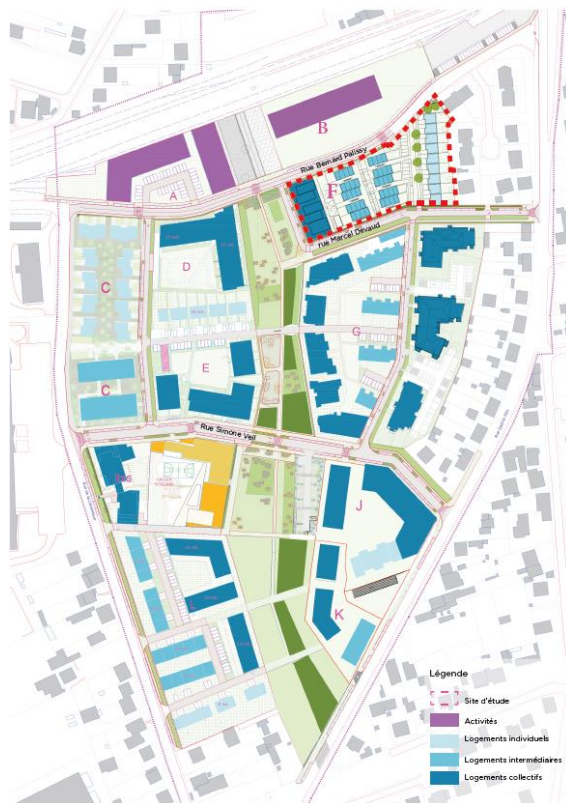 B
Rue Bernard Palissy
A
F
rue Marcel Devaud
D
C
G
E
C
Rue Simone Veil
J
L
K
Légende
Site d'étude
Activités
Logements individuels
Logements intermédiaires
Logements collectifs